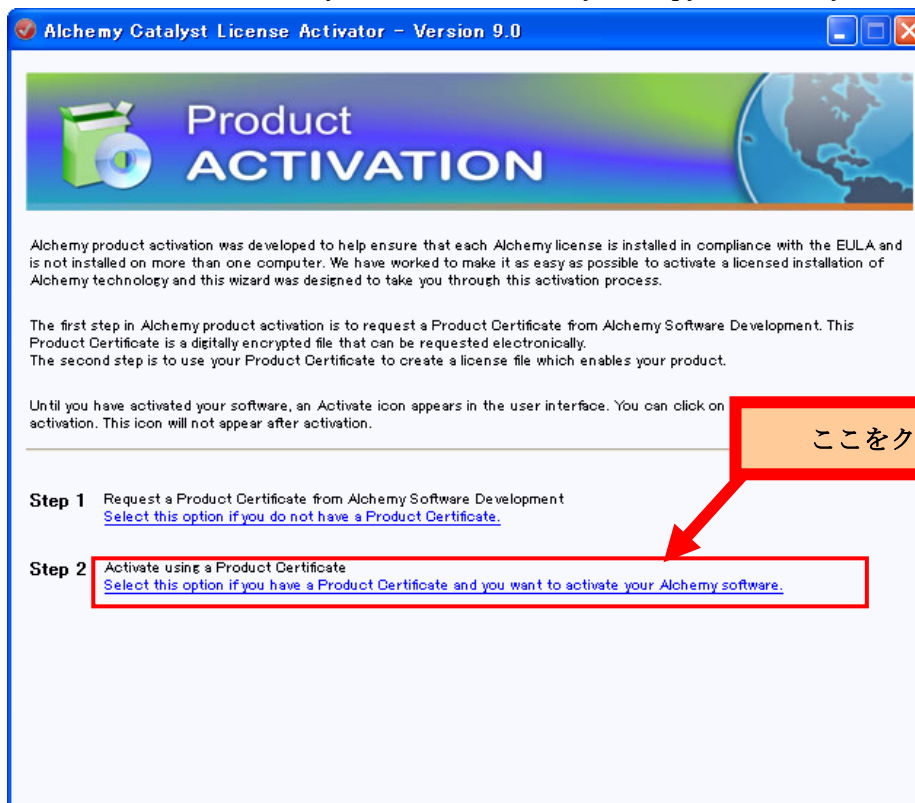 Alchemy Catalyst License Activator - Version 9.0
Product
ACTIVATION
Alchemy product activation was developed to help ensure that each Alchemy license is installed in compliance with the EULA and
is not installed on more than one computer. We have worked to make it as easy as possible to activate a licensed installation of
Alchemy technology and this wizard was designed to take you through this activation process.
The first step in Alchemy product activation is to request a Product Certificate from Alchemy Software Development. This
Product Certificate is a digitally encrypted file that can be requested electronically.
The second step is to use your Product Certificate to create a license file which enables your product.
Until you have activated your software, an Activate icon appears in the user interface. You can click on
activation. This icon will not appear after activation.
ここをク
Step 1 Request a Product Certificate from Alchemy Software Development
Select this option if you do not have a Product Certificate.
Step 2 Activate using a Product Certificate
Select this option if you have a Product Certificate and you want to activate your Alchemy software.